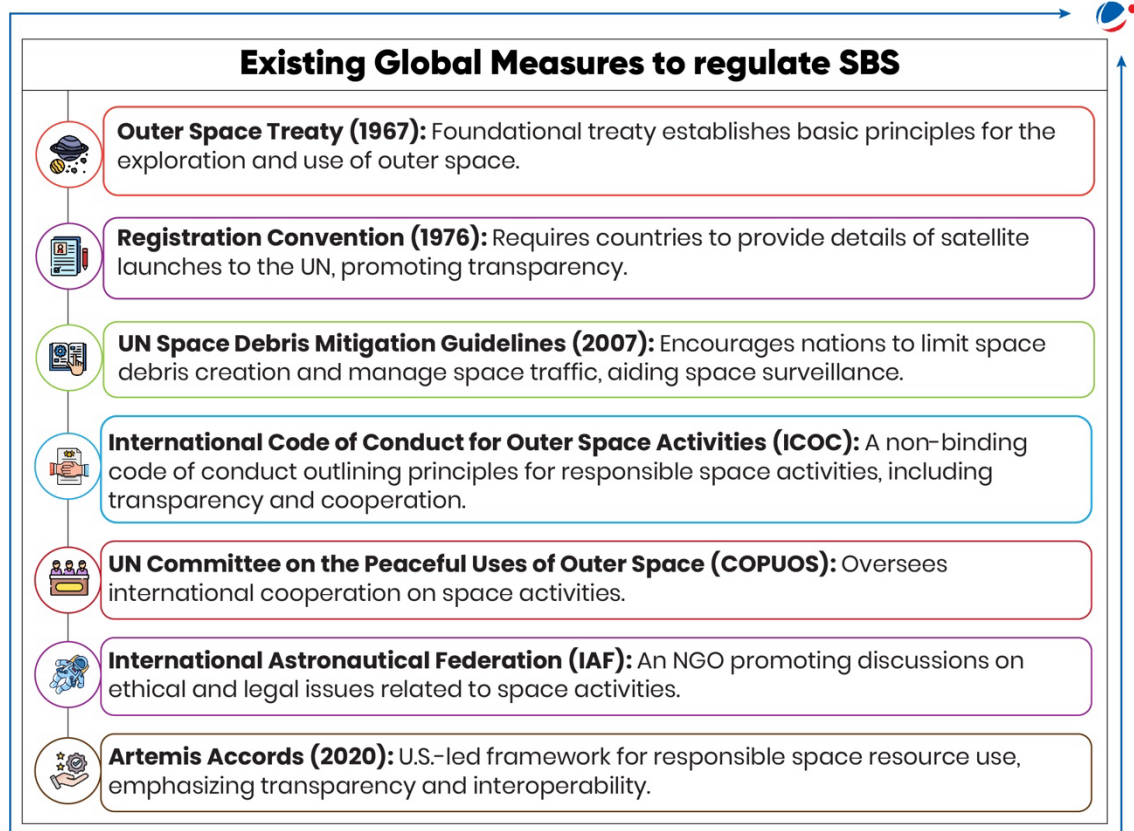 Existing Global Measures to regulate SBS
Outer Space Treaty (1967): Foundational treaty establishes basic principles for the
exploration and use of outer space.
Registration Convention (1976): Requires countries to provide details of satellite
launches to the UN, promoting transparency.
UN Space Debris Mitigation Guidelines (2007): Encourages nations to limit space
debris creation and manage space traffic, aiding space surveillance.
International Code of Conduct for Outer Space Activities (ICOC): A non-binding
code of conduct outlining principles for responsible space activities, including
transparency and cooperation.
UN Committee on the Peaceful Uses of Outer Space (COPUOS): Oversees
international cooperation on space activities.
International Astronautical Federation (IAF): An NGO promoting discussions on
ethical and legal issues related to space activities.
Artemis Accords (2020): U.S.-led framework for responsible space resource use,
emphasizing transparency and interoperability.